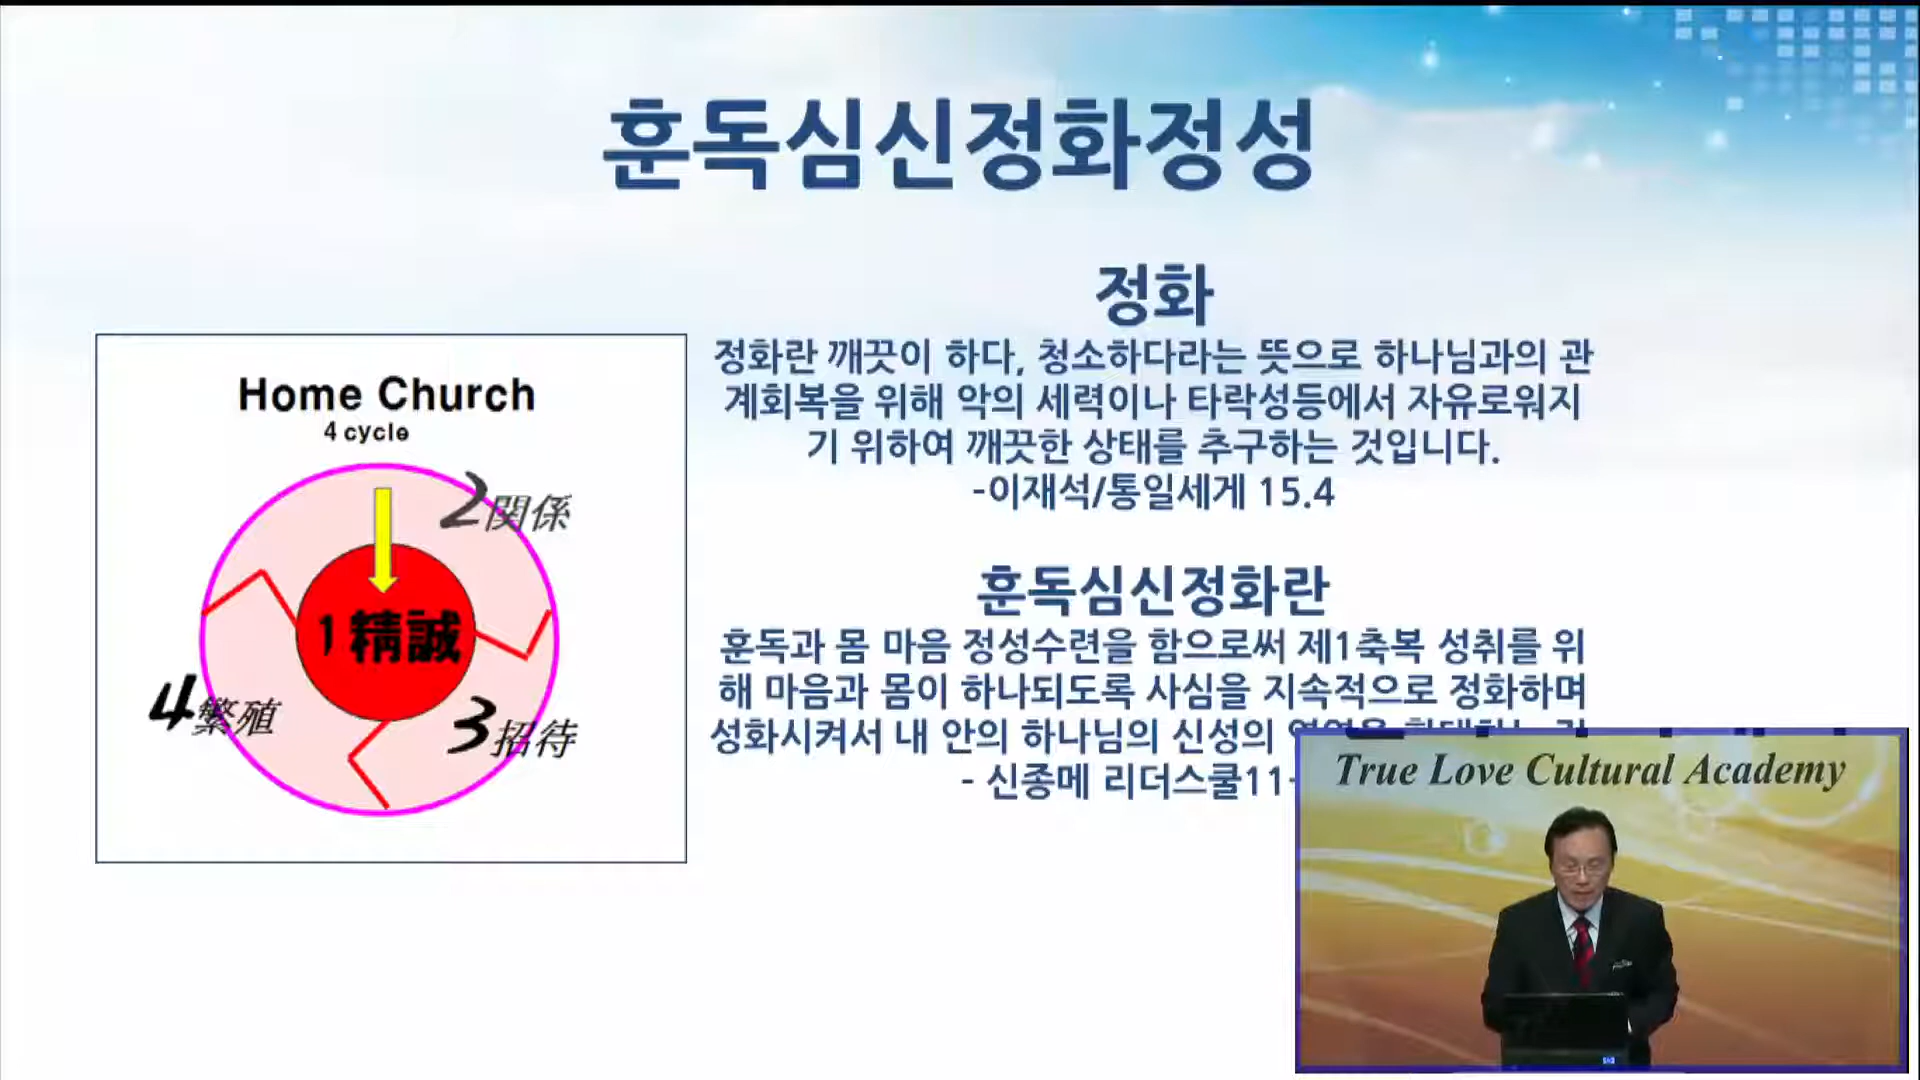 훈독심신정화정성
정화
정화란 깨끗이 하다, 청소하다라는 뜻으로 하나님과의 관
계회복을 위해 악의 세력이나 타락성등에서 자유로워지
기 위하여 깨끗한 상태를 추구하는 것입니다.
-이재석/통일세게 15.4
훈독심신정화란
훈독과 몸 마음 정성수련을 함으로써 제1축복 성취를 위
해 마음과 몸이 하나되도록 사심을 지속적으로 정화하며
성화시켜서 내 안의 하나님의 신성의
- 신종메 리더스쿨11-
Home Church
4 cycle
2関係
1精誠
4繁殖
3招待
True Love Cultural Academy